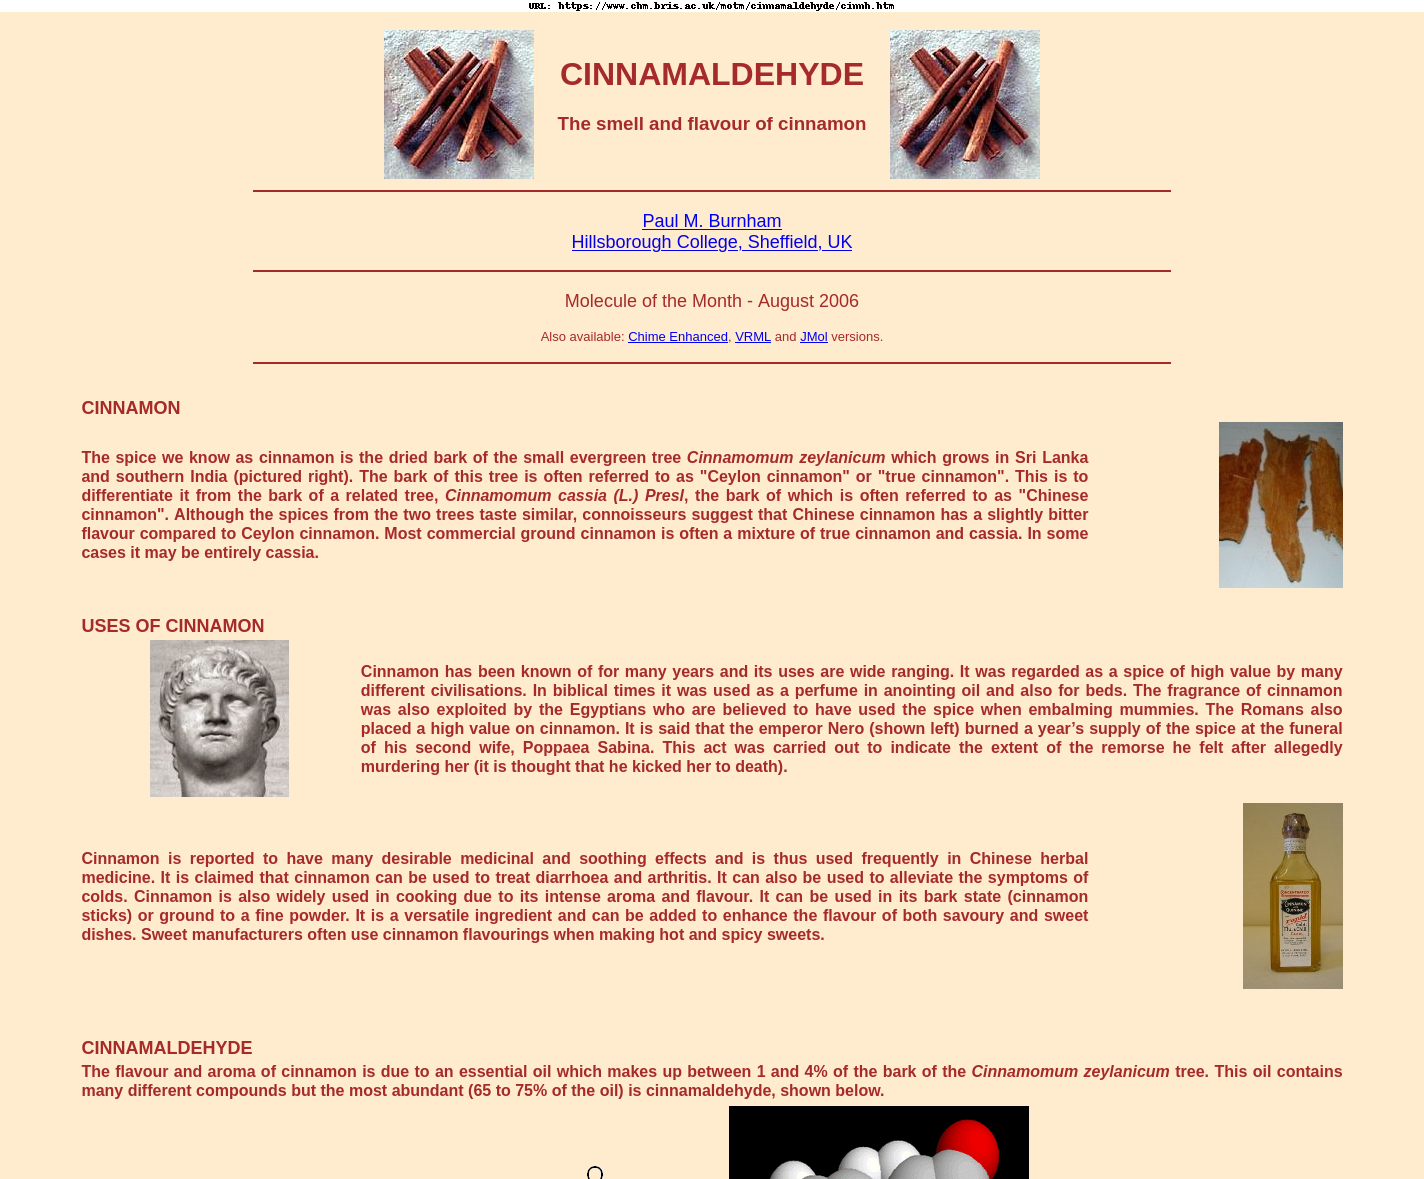 URL: https://www.chm.bris.ac.uk/motm/cinnamaldehyde/cinnh.htm
CINNAMALDEHYDE
The smell and flavour of cinnamon
Paul M. Burnham
Hillsborough College, Sheffield, UK
Molecule of the Month - August 2006
Also available: Chime Enhanced, VRML and JMol versions.
CINNAMON
The spice we know as cinnamon is the dried bark of the small evergreen tree Cinnamomum zeylanicum which grows in Sri Lanka
and southern India (pictured right). The bark of this tree is often referred to as "Ceylon cinnamon" or "true cinnamon". This is to
differentiate it from the bark of a related tree, Cinnamomum cassia (L.) Presl, the bark of which is often referred to as "Chinese
cinnamon". Although the spices from the two trees taste similar, connoisseurs suggest that Chinese cinnamon has a slightly bitter
flavour compared to Ceylon cinnamon. Most commercial ground cinnamon is often a mixture of true cinnamon and cassia. In some
cases it may be entirely cassia.
USES OF CINNAMON
Cinnamon has been known of for many years and its uses are wide ranging. It was regarded as a spice of high value by many
different civilisations. In biblical times it was used as a perfume in anointing oil and also for beds. The fragrance of cinnamon
was also exploited by the Egyptians who are believed to have used the spice when embalming mummies. The Romans also
placed a high value on cinnamon. It is said that the emperor Nero (shown left) burned a year’s supply of the spice at the funeral
of his second wife, Poppaea Sabina. This act was carried out to indicate the extent of the remorse he felt after allegedly
murdering her (it is thought that he kicked her to death).
Cinnamon is reported to have many desirable medicinal and soothing effects and is thus used frequently in Chinese herbal
medicine. It is claimed that cinnamon can be used to treat diarrhoea and arthritis. It can also be used to alleviate the symptoms of
colds. Cinnamon is also widely used in cooking due to its intense aroma and flavour. It can be used in its bark state (cinnamon
sticks) or ground to a fine powder. It is a versatile ingredient and can be added to enhance the flavour of both savoury and sweet
dishes. Sweet manufacturers often use cinnamon flavourings when making hot and spicy sweets.
CONCENTRATED
CINNAMON
QUININE
CINNAMALDEHYDE
The flavour and aroma of cinnamon is due to an essential oil which makes up between 1 and 4% of the bark of the Cinnamomum zeylanicum tree. This oil contains
many different compounds but the most abundant (65 to 75% of the oil) is cinnamaldehyde, shown below.